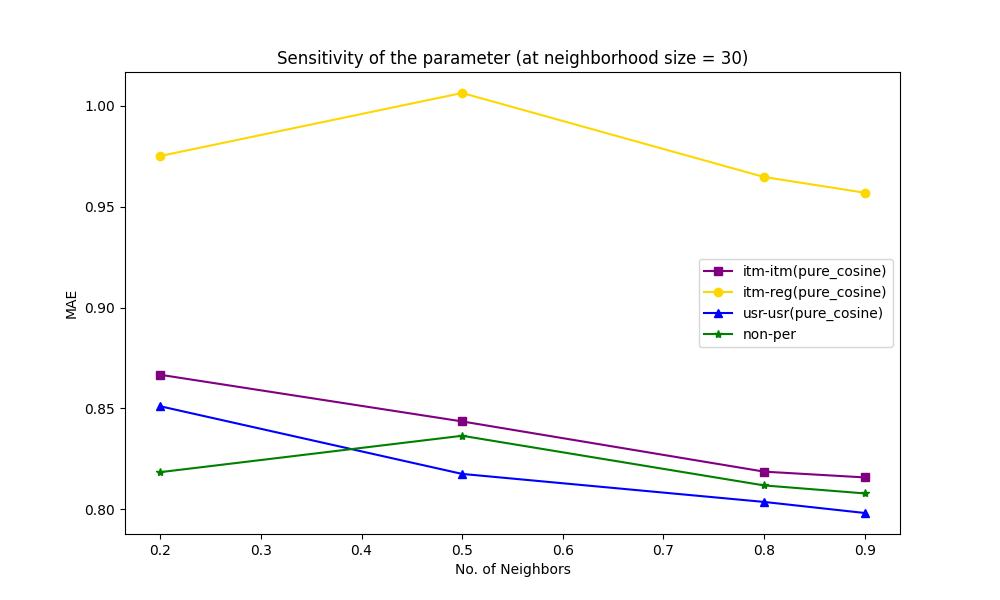 Sensitivity of the parameter (at neighborhood size = 30)
1.00
0.95
0.90
0.85
0.80
MAE
itm-itm(pure_cosine)
itm-reg(pure_cosine)
usr-usr(pure_cosine)
non-per
0.2 0.3 0.4 0.5 0.6 0.7 0.8 0.9
No. of Neighbors